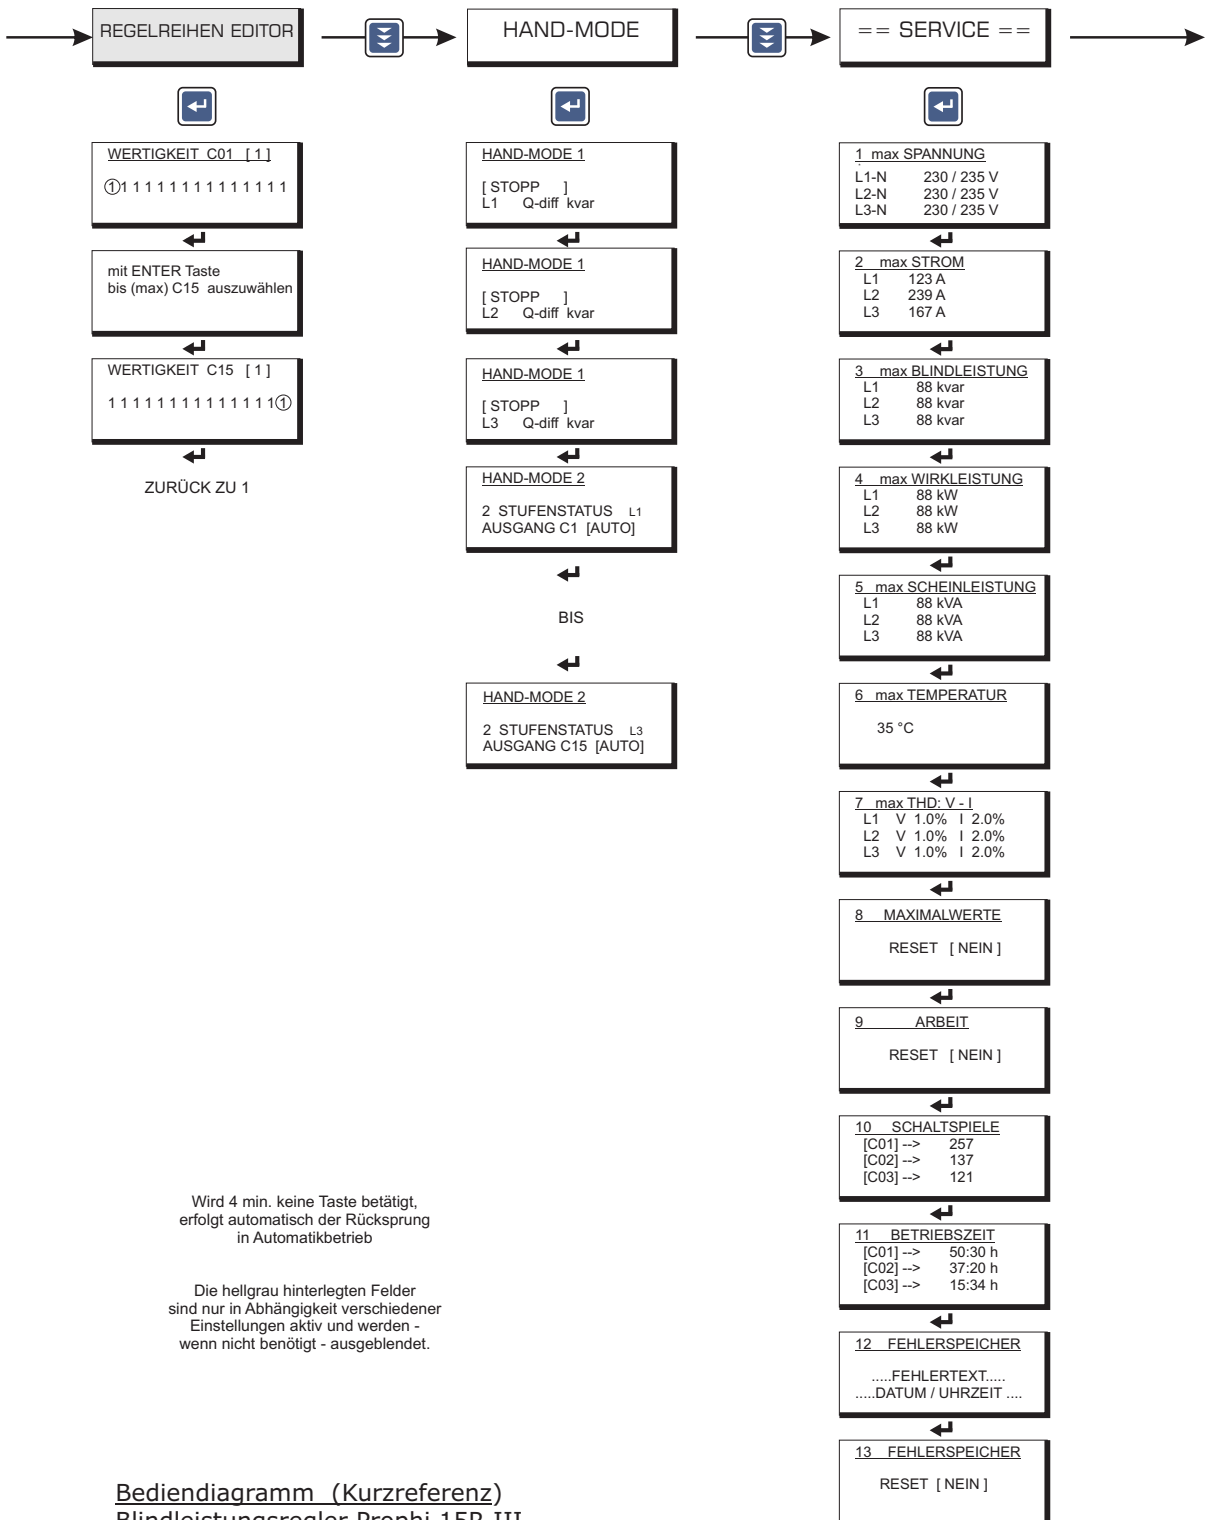 REGELREIHEN EDITOR
WERTIGKEIT C01 [ 1 ]
①1 1 1 1 1 1 1 1 1 1 1 1 1 1
mit ENTER Taste
bis (max) C15 auszuwählen
WERTIGKEIT C15 [ 1 ]
1 1 1 1 1 1 1 1 1 1 1 1 1 1①
ZURÜCK ZU 1
HAND-MODE
HAND-MODE 1
[ STOPP ]
L1 Q-diff kvar
HAND-MODE 1
[ STOPP ]
L2 Q-diff kvar
HAND-MODE 1
[ STOPP ]
L3 Q-diff kvar
HAND-MODE 2
2 STUFENSTATUS L1
AUSGANG C1 [AUTO]
BIS
HAND-MODE 2
2 STUFENSTATUS L3
AUSGANG C15 [AUTO]
== SERVICE ==
1 max SPANNUNG
L1-N 230 / 235 V
L2-N 230 / 235 V
L3-N 230 / 235 V
2 max STROM
L1 123 A
L2 239 A
L3 167 A
3 max BLINDLEISTUNG
L1 88 kvar
L2 88 kvar
L3 88 kvar
4 max WIRKLEISTUNG
L1 88 kW
L2 88 kW
L3 88 kW
5 max SCHEINLEISTUNG
L1 88 kVA
L2 88 kVA
L3 88 kVA
6 max TEMPERATUR
35 °C
7 max THD: V - I
L1 V 1.0% I 2.0%
L2 V 1.0% I 2.0%
L3 V 1.0% I 2.0%
8 MAXIMALWERTE
RESET [ NEIN ]
9 ARBEIT
RESET [ NEIN ]
10 SCHALTSPIELE
[C01] --> 257
[C02] --> 137
[C03] --> 121
11 BETRIEBSZEIT
[C01] --> 50:30 h
[C02] --> 37:20 h
[C03] --> 15:34 h
12 FEHLERSPEICHER
.....FEHLERTEXT.....
.....DATUM / UHRZEIT ....
13 FEHLERSPEICHER
RESET [ NEIN ]
Wird 4 min. keine Taste betätigt,
erfolgt automatisch der Rücksprung
in Automatikbetrieb
Die hellgrau hinterlegten Felder
sind nur in Abhängigkeit verschiedener
Einstellungen aktiv und werden -
wenn nicht benötigt - ausgeblendet.
Bediendiagramm (Kurzreferenz)
Blindleistungsregler Prophi 15R III